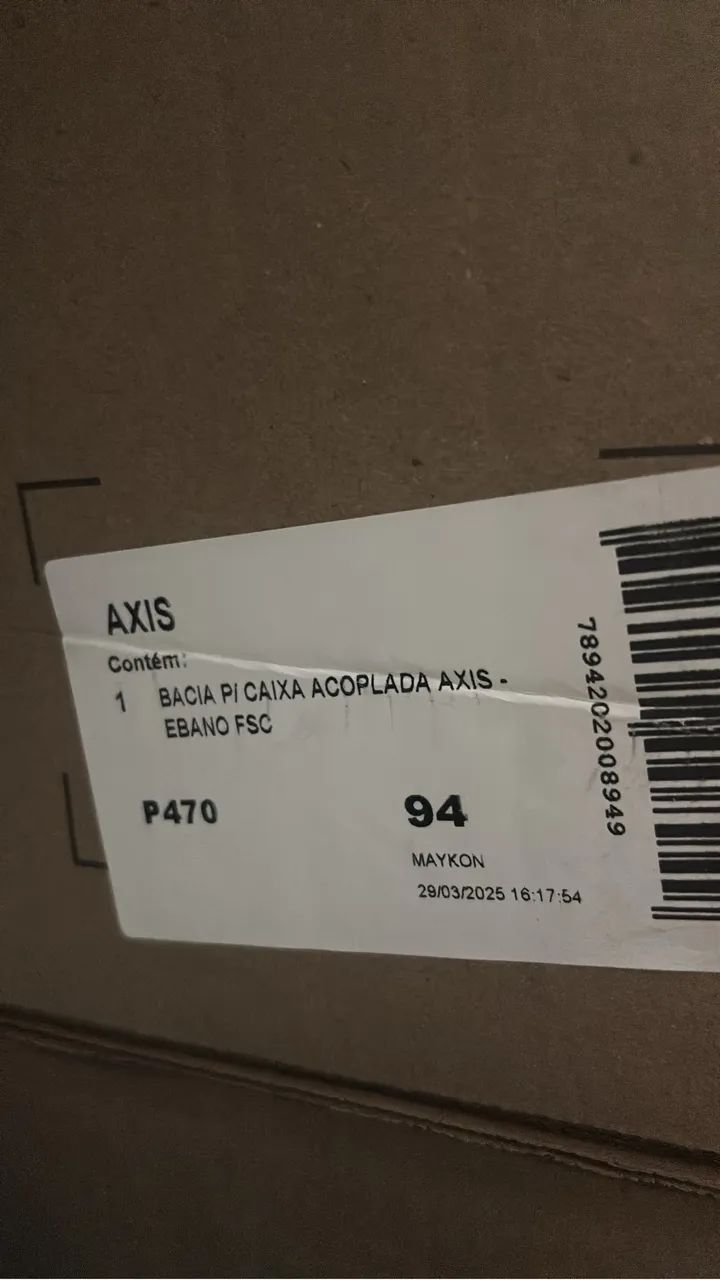 AXIS
Contém:
1 BACIA P/ CAIXA ACOPLADA AXIS -
EBANO FSC
P470
94
MAYKON
29/03/2025 16:17:54
7894202008949